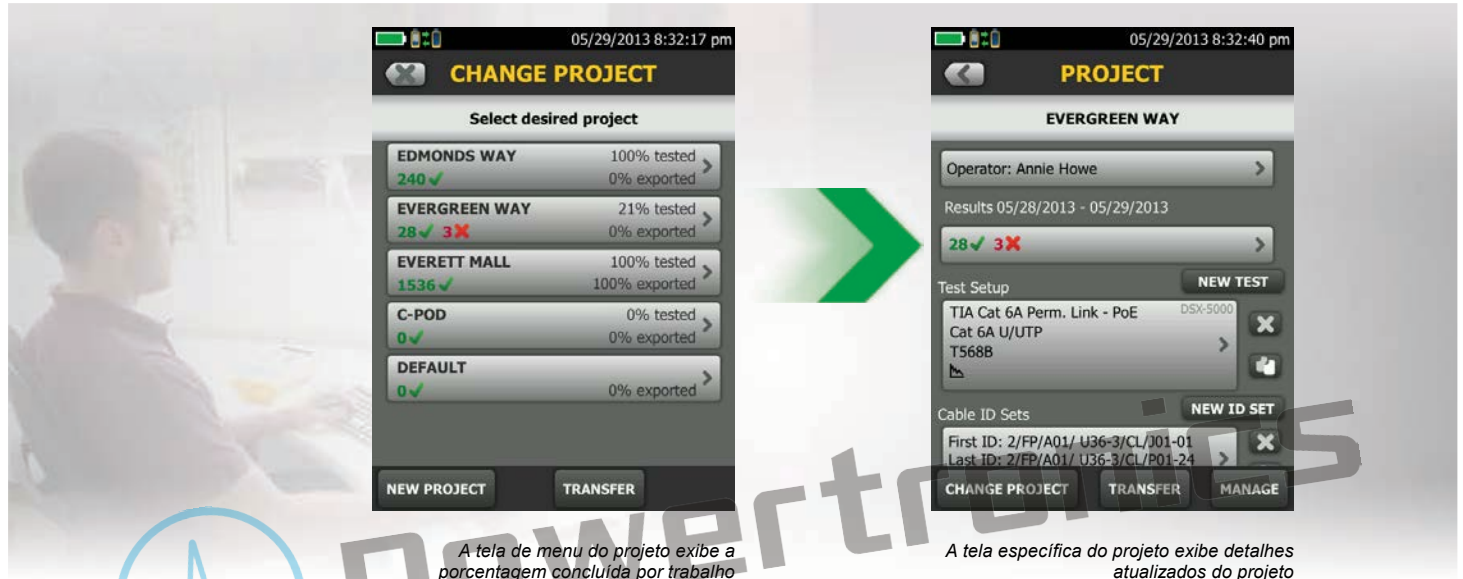 05/29/2013 8:32:17 pm
CHANGE PROJECT
Select desired project
EDMONDS WAY 100% tested
240 0% exported
EVERGREEN WAY 21% tested
28 3 0% exported
EVERETT MALL 100% tested
1536 100% exported
C-POD 0% tested
0 0% exported
DEFAULT
0 0% exported
NEW PROJECT TRANSFER
A tela de menu do projeto exibe a
porcentagem concluída por trabalho
05/29/2013 8:32:40 pm
PROJECT
EVERGREEN WAY
Operator: Annie Howe
Results 05/28/2013 - 05/29/2013
28 3
Test Setup NEW TEST
TIA Cat 6A Perm. Link - PoE DSX-5000
Cat 6A U/UTP
T568B
Cable ID Sets NEW ID SET
First ID: 2/FP/A01/ U36-3/CL/J01-01
Last ID: 2/FP/A01/ U36-3/CL/P01-24
CHANGE PROJECT TRANSFER MANAGE
A tela específica do projeto exibe detalhes
atualizados do projeto
Powertronics